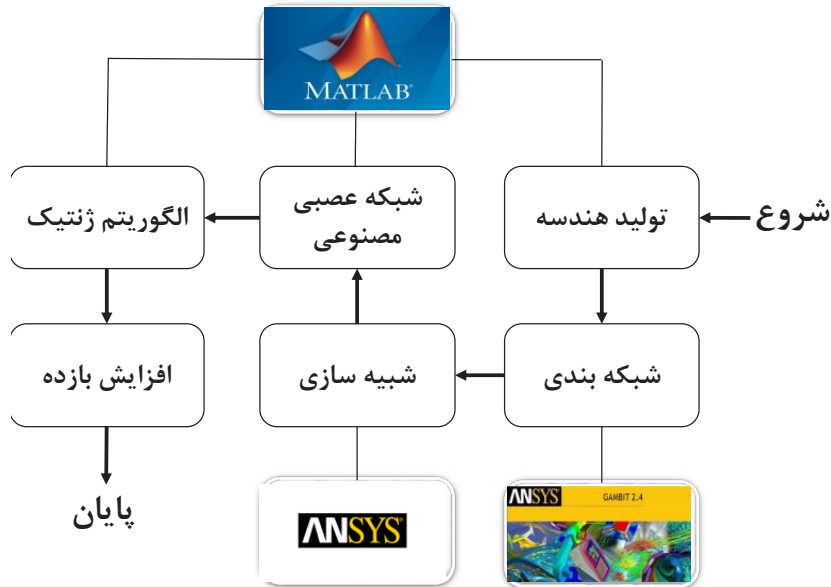 MATLAB®
شروع
تولید هندسه
شبکه عصبی
مصنوعی
الگوریتم ژنتیک
شبکه بندی
شبیه سازی
افزایش بازده
پایان
ANSYS®
ANSYS®
GAMBIT 2.4